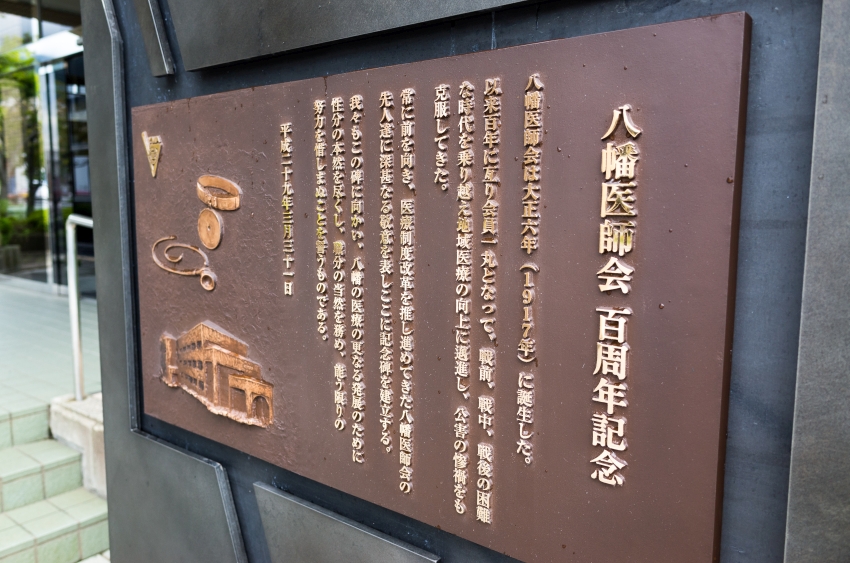 八幡医師会 百周年記念
八幡医師会は大正六年（1917年）に誕生した。
以来百年に亙り会員一丸となって、戦前、戦中、戦後の困難
な時代を乗り越え地域医療の向上に邁進し、公害の惨禍をも
克服してきた。
常に前を向き、医療制度改革を推し進めてきた八幡医師会の
先人達に深甚なる敬意を表しここに記念碑を建立する。
我々もこの碑に向かい、八幡の医療の更なる発展のために
性分の本然を尽くし、職分の当然を務め、能う限りの
努力を惜しまぬことを誓うものである。
平成二十九年三月三十一日